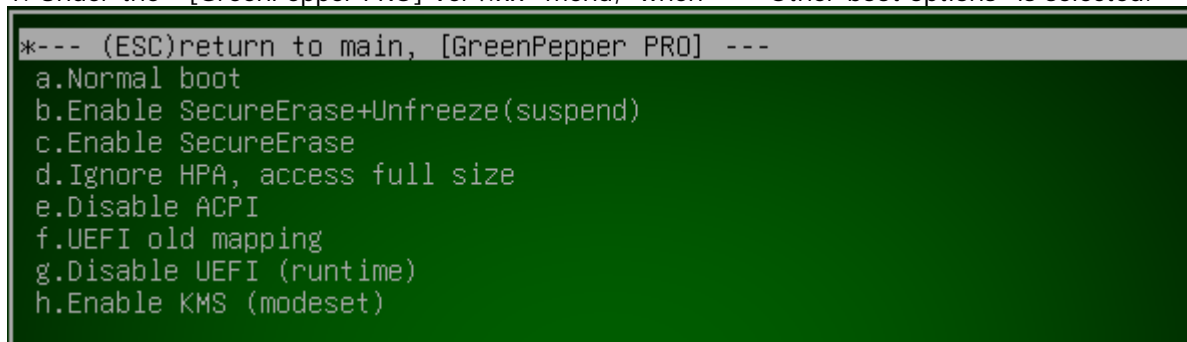 *--- (ESC)return to main, [GreenPepper PRO] ---
a.Normal boot
b.Enable SecureErase+Unfreeze(suspend)
c.Enable SecureErase
d.Ignore HPA, access full size
e.Disable ACPI
f.UEFI old mapping
g.Disable UEFI (runtime)
h.Enable KMS (modeset)